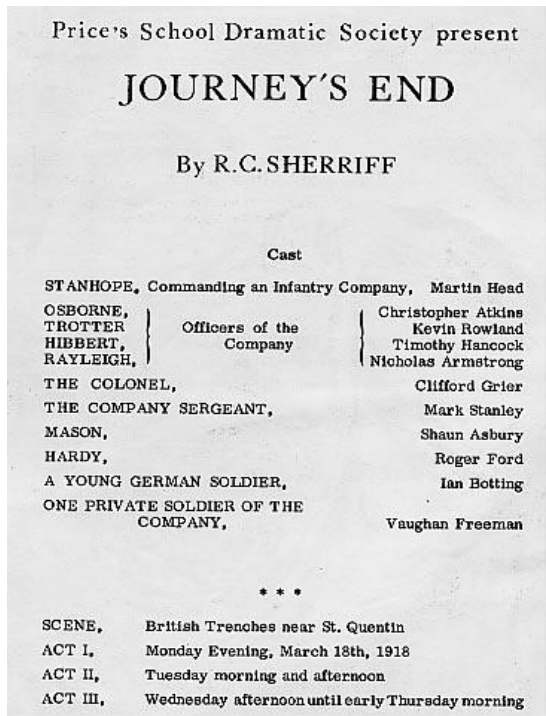 Price's School Dramatic Society present
JOURNEY'S END
By R.C. SHERRIFF
Cast
STANHOPE, Commanding an Infantry Company, Martin Head
OSBORNE, Christopher Atkins
TROTTER Officers of the Kevin Rowland
HIBBERT, Company Timothy Hancock
RAYLEIGH, Nicholas Armstrong
THE COLONEL, Clifford Grier
THE COMPANY SERGEANT, Mark Stanley
MASON, Shaun Asbury
HARDY, Roger Ford
A YOUNG GERMAN SOLDIER, Ian Botting
ONE PRIVATE SOLDIER OF THE
COMPANY, Vaughan Freeman
* * *
SCENE, British Trenches near St. Quentin
ACT I, Monday Evening, March 18th, 1918
ACT II, Tuesday morning and afternoon
ACT III, Wednesday afternoon until early Thursday morning